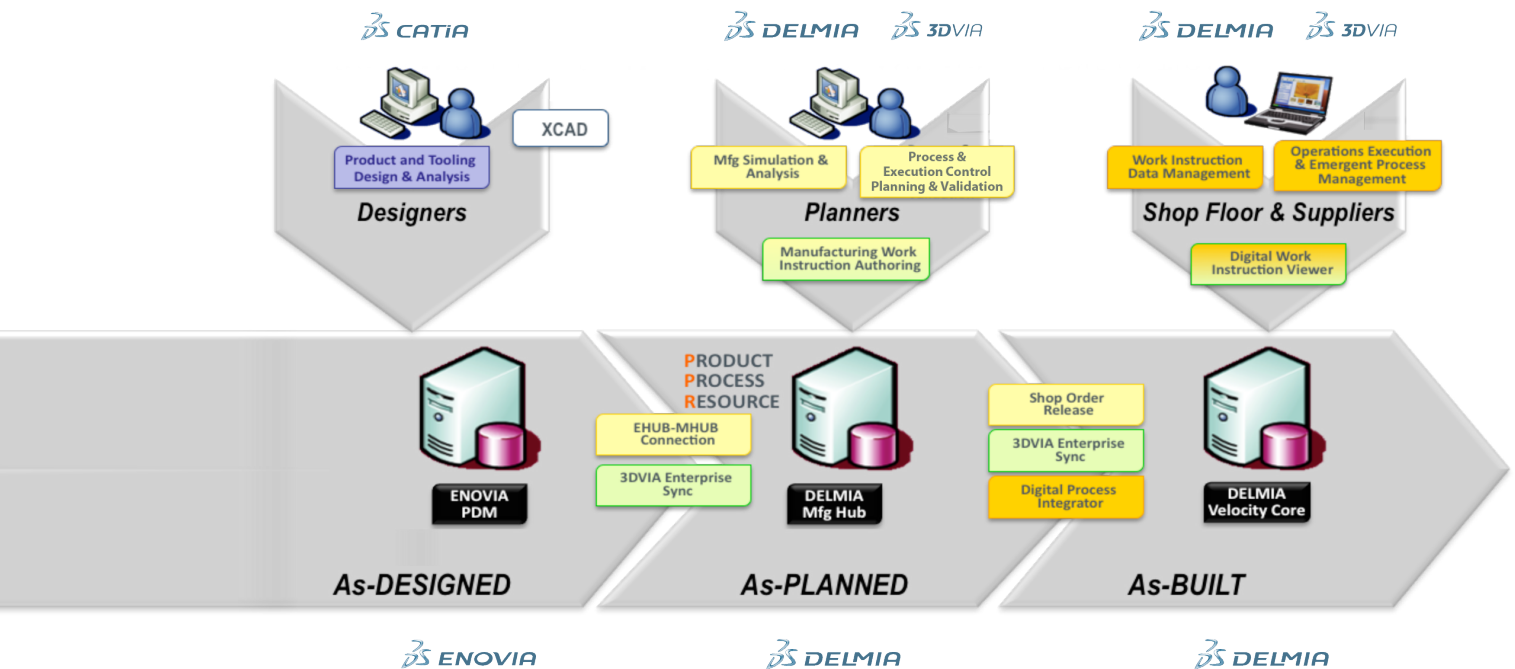 CATIA
DELMIA
3DVIA
DELMIA
3DVIA
XCAD
Product and Tooling
Design & Analysis
Designers
Mfg Simulation &
Analysis
Process &
Execution Control
Planning & Validation
Planners
Manufacturing Work
Instruction Authoring
Work Instruction
Data Management
Operations Execution
& Emergent Process
Management
Shop Floor & Suppliers
Digital Work
Instruction Viewer
ENOVIA
PDM
As-DESIGNED
PRODUCT
PROCESS
RESOURCE
EHUB-MHUB
Connection
3DVIA Enterprise
Sync
DELMIA
Mfg Hub
As-PLANNED
Shop Order
Release
3DVIA Enterprise
Sync
Digital Process
Integrator
DELMIA
Velocity Core
As-BUILT
ENOVIA
DELMIA
DELMIA